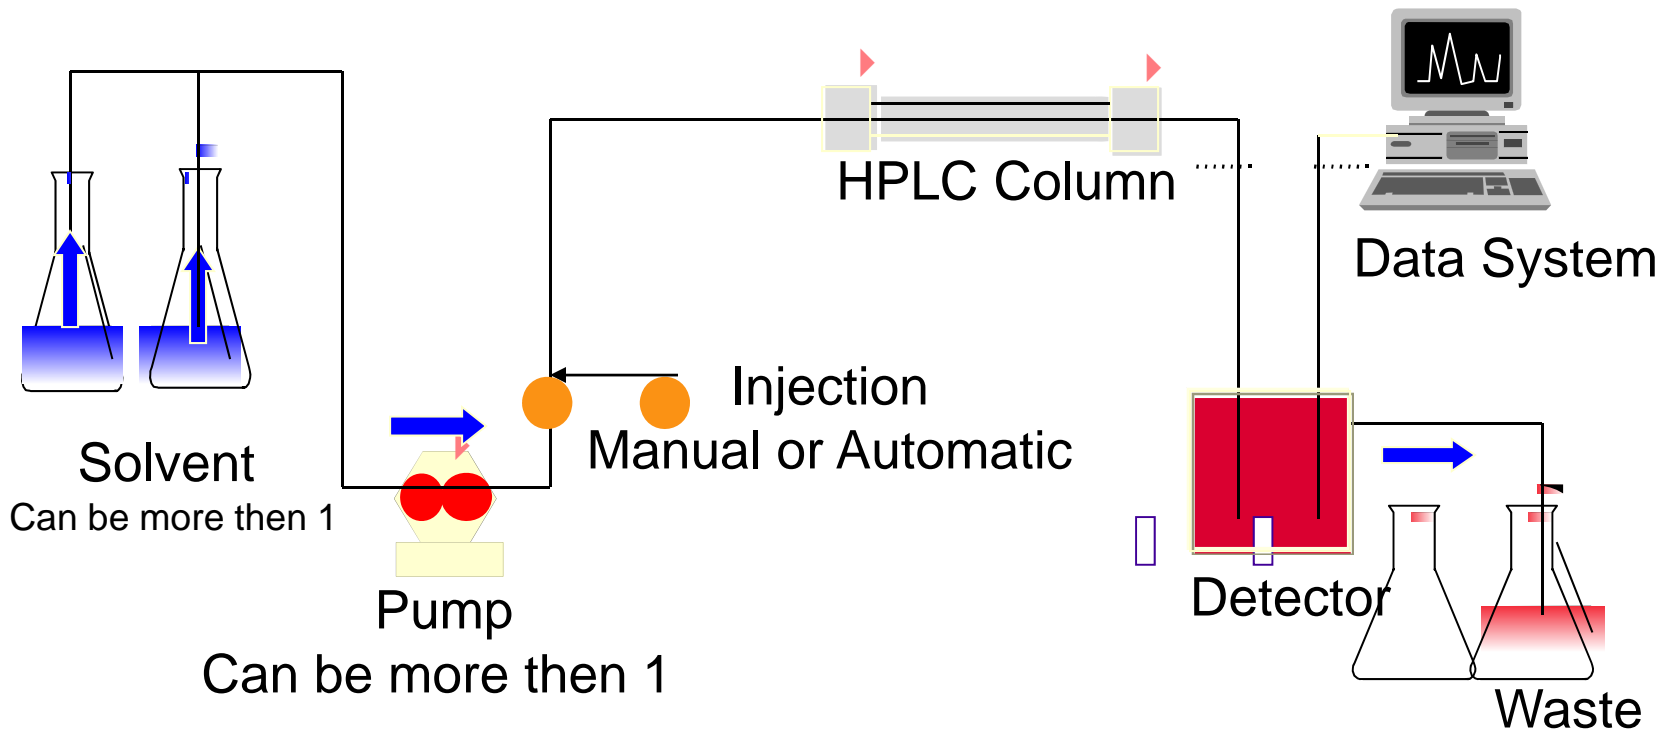 HPLC Column
Data System
Injection
Manual or Automatic
Solvent
Can be more then 1
Pump
Can be more then 1
Detector
Waste